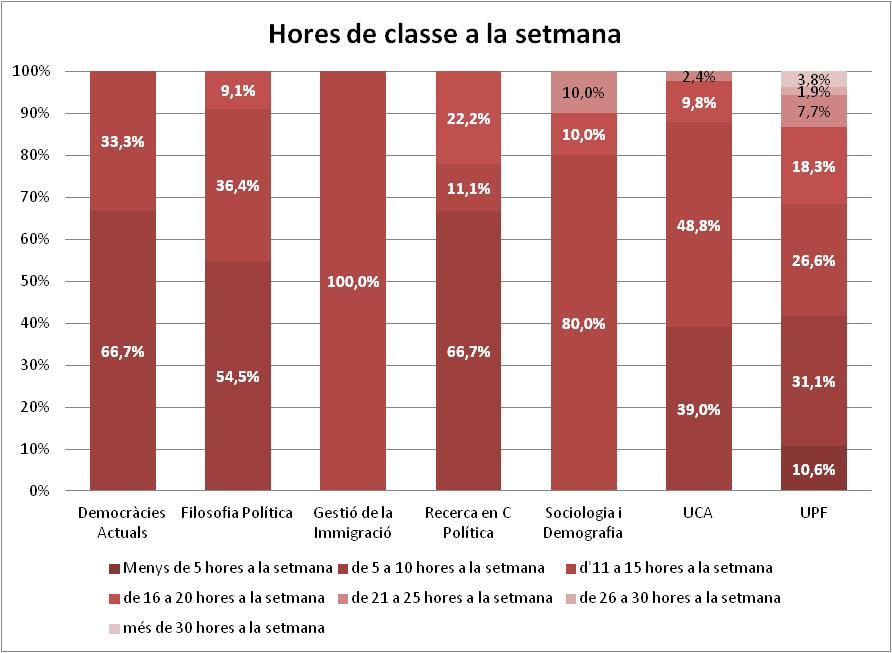 Hores de classe a la setmana
100%
90%
80%
70%
60%
50%
40%
30%
20%
10%
0%
33,3%
66,7%
9,1%
36,4%
54,5%
100,0%
22,2%
11,1%
66,7%
10,0%
10,0%
80,0%
2,4%
9,8%
48,8%
39,0%
3,8%
1,9%
7,7%
18,3%
26,6%
31,1%
10,6%
Democràcies
Actuals
Filosofia Política
Gestió de la
Immigració
Recerca en C
Política
Sociologia i
Demografia
UCA
UPF
Menys de 5 hores a la setmana de 5 a 10 hores a la setmana d'11 a 15 hores a la setmana
de 16 a 20 hores a la setmana de 21 a 25 hores a la setmana de 26 a 30 hores a la setmana
més de 30 hores a la setmana